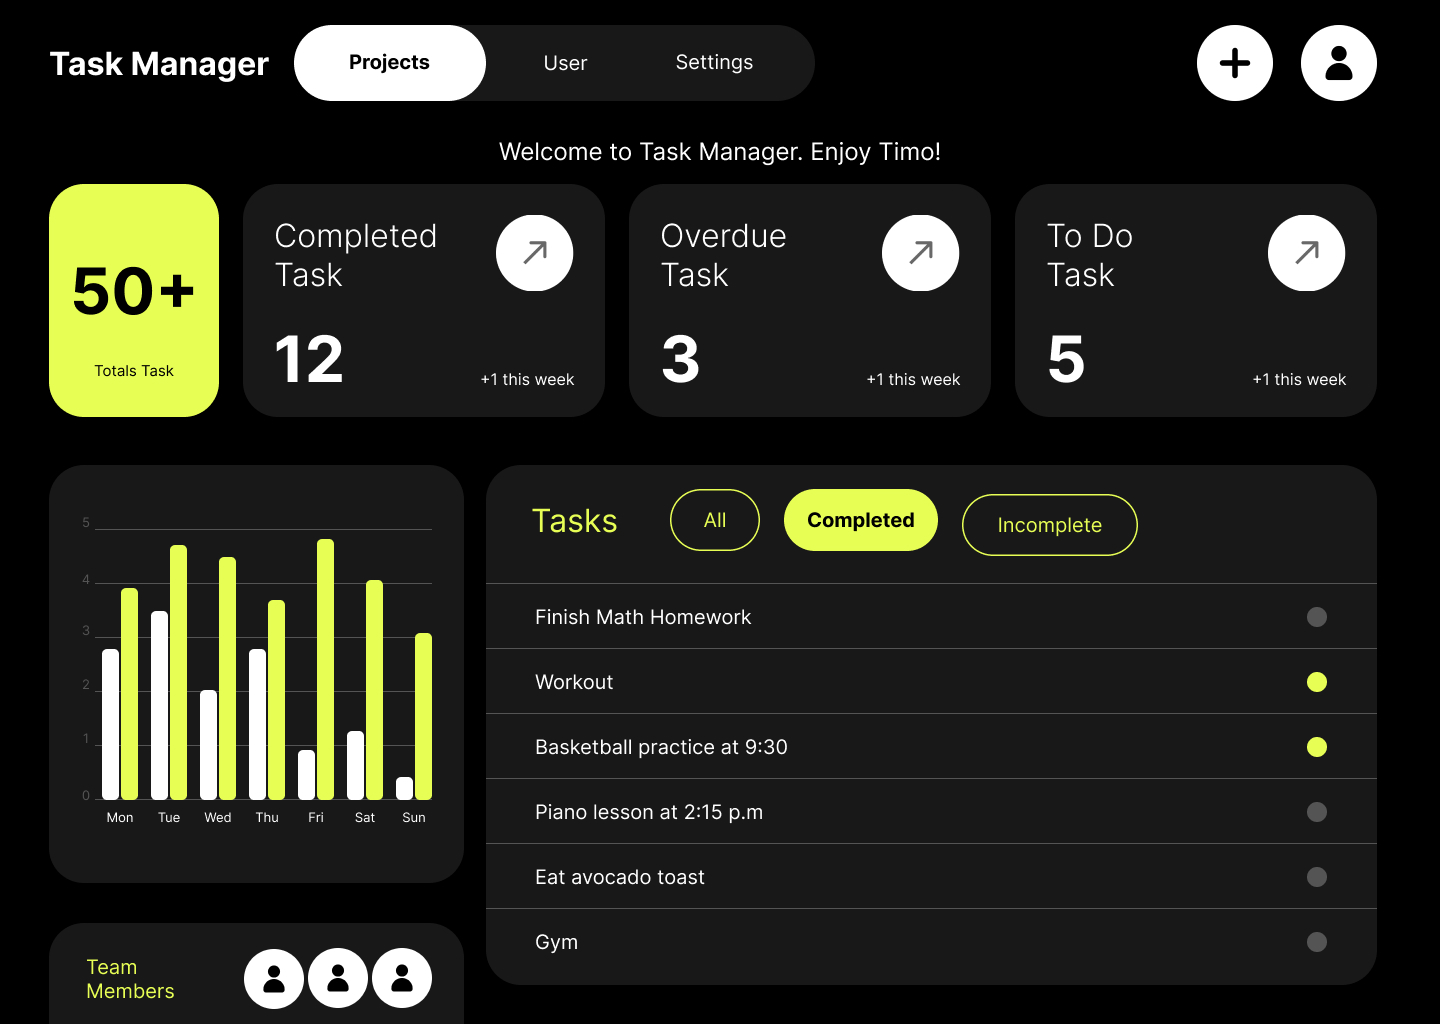 Task Manager
Projects
User
Settings
Welcome to Task Manager. Enjoy Timo!
50+
Totals Task
Completed
Task
12
+1 this week
Overdue
Task
3
+1 this week
To Do
Task
5
+1 this week
5
4
3
2
1
0
Mon Tue Wed Thu Fri Sat Sun
Tasks
All
Completed
Incomplete
Finish Math Homework
Workout
Basketball practice at 9:30
Piano lesson at 2:15 p.m
Eat avocado toast
Gym
Team
Members